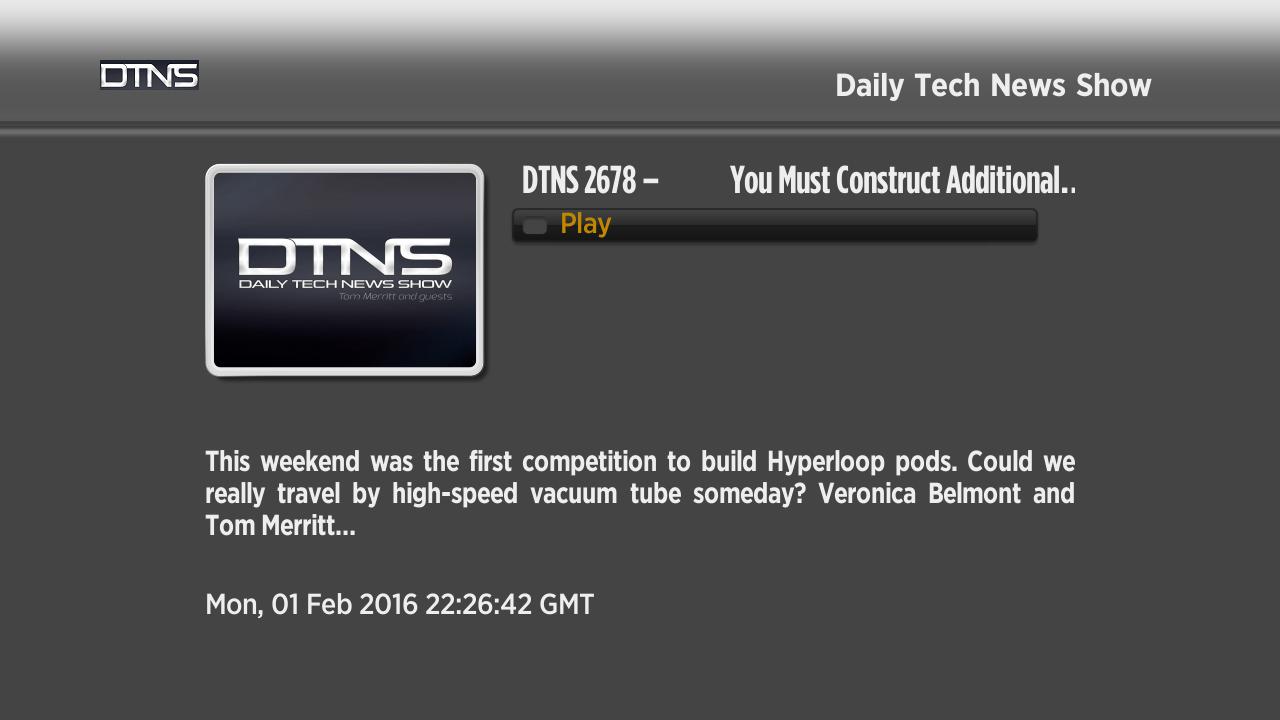 DTNS
Daily Tech News Show
DTNS 2678 – You Must Construct Additional..
Play
DTNS
DAILY TECH NEWS SHOW
Tom Merritt and guests
This weekend was the first competition to build Hyperloop pods. Could we
really travel by high-speed vacuum tube someday? Veronica Belmont and
Tom Merritt...
Mon, 01 Feb 2016 22:26:42 GMT